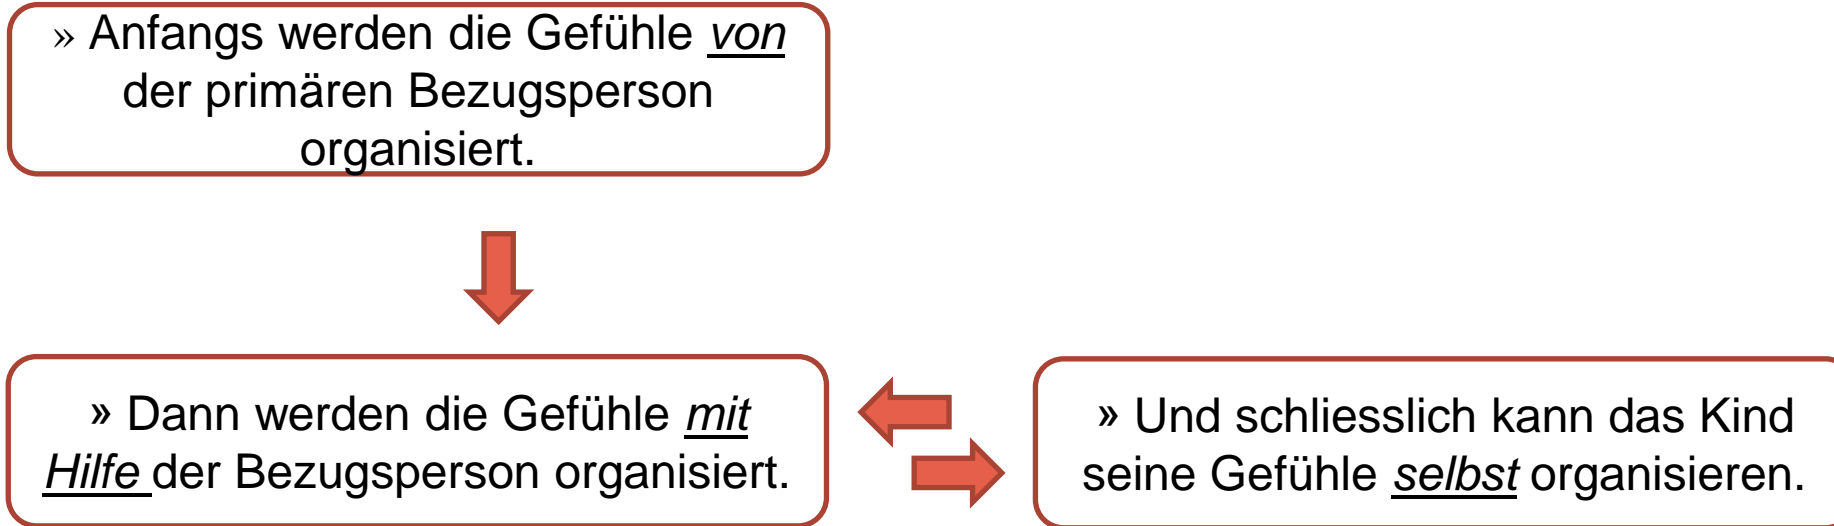 » Anfangs werden die Gefühle von
der primären Bezugsperson
organisiert.
» Dann werden die Gefühle mit
Hilfe der Bezugsperson organisiert.
» Und schliesslich kann das Kind
seine Gefühle selbst organisieren.